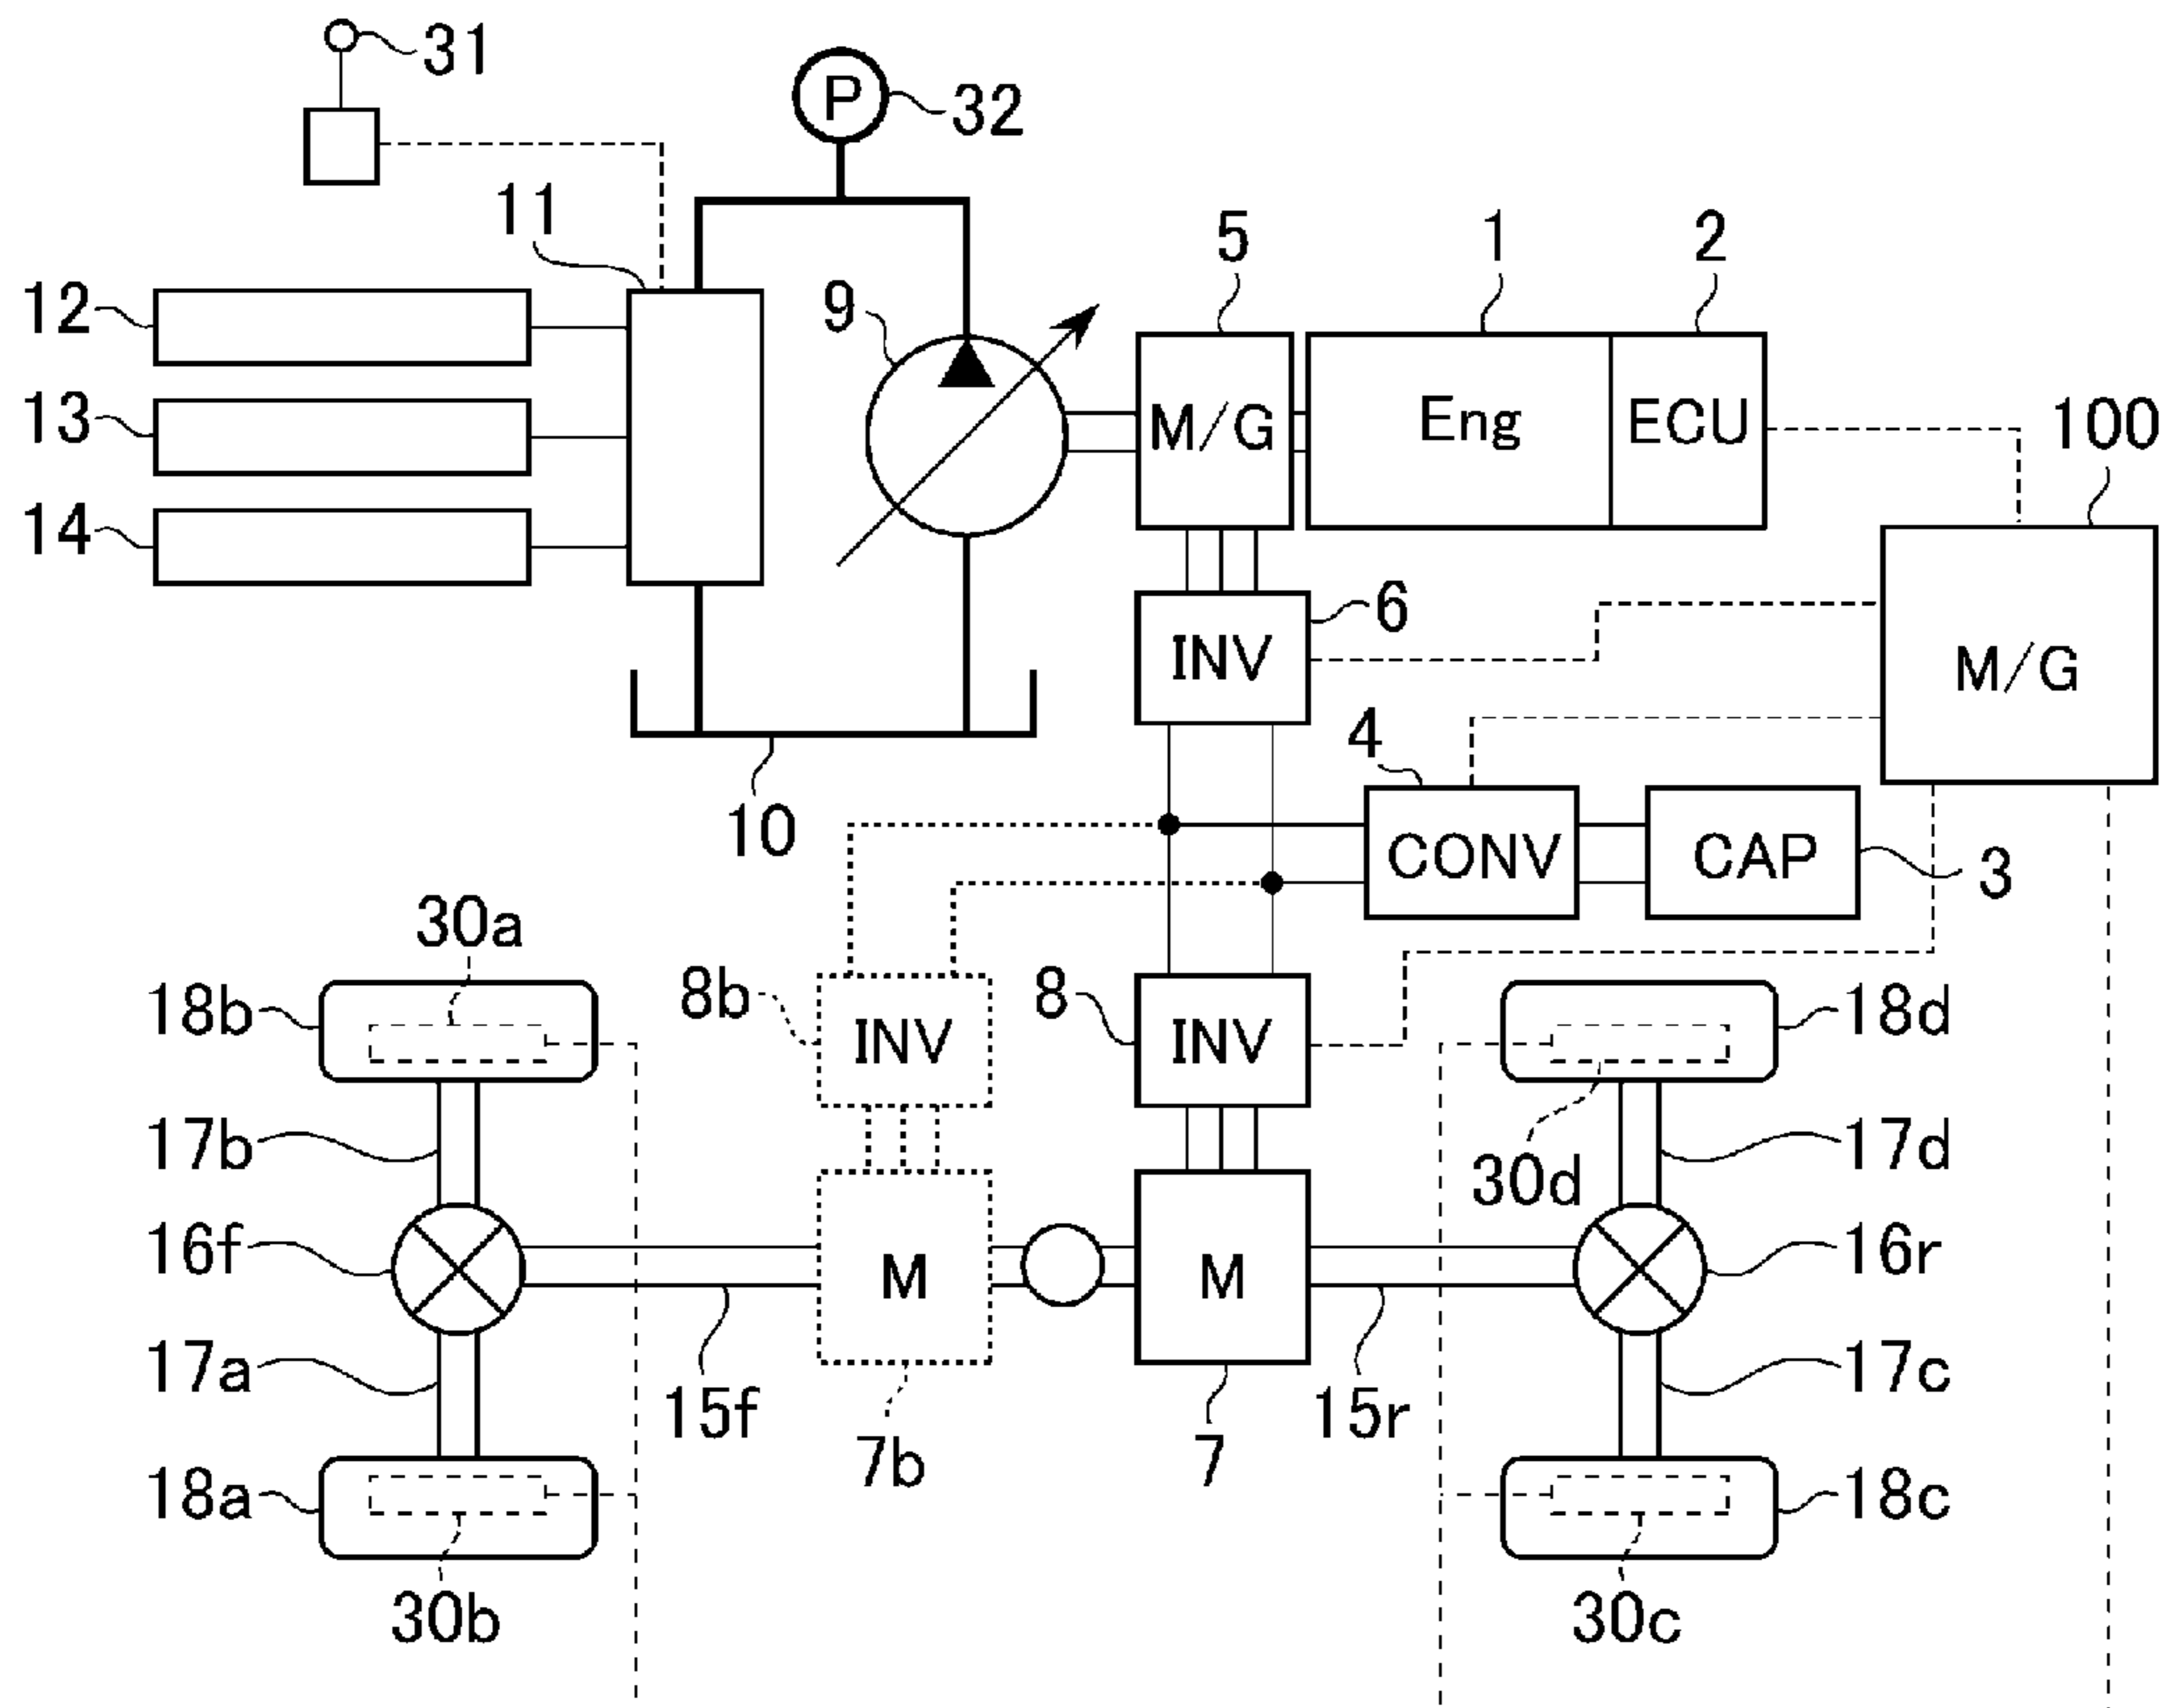 31
P
32
11
5
1
2
12
9
13
M/G
Eng
ECU
100
14
6
INV
M/G
4
10
CONV
CAP
3
30a
18b
8b
INV
8
INV
18d
17b
30d
17d
16f
M
M
16r
17a
15f
15r
17c
7b
7
18a
18c
30b
30c